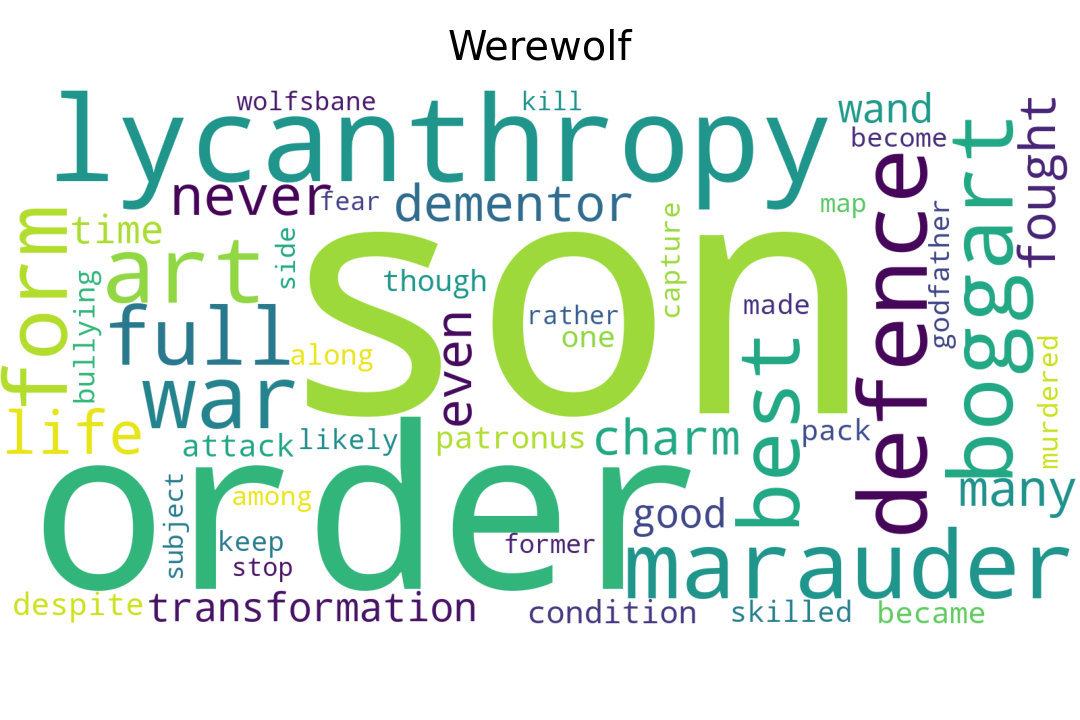 Werewolf
wolfsbane
kill
wand
lycanthropy
become
fought
never
fear
dementor
map
boggart
defence
form
time
art
side
son
capture
godfather
bullying
though
made
full
rather
one
along
even
best
war
murdered
life
attack
likely
patronus
charm
pack
order
many
subject
among
good
keep
former
stop
marauder
despite
transformation
condition
skilled
became